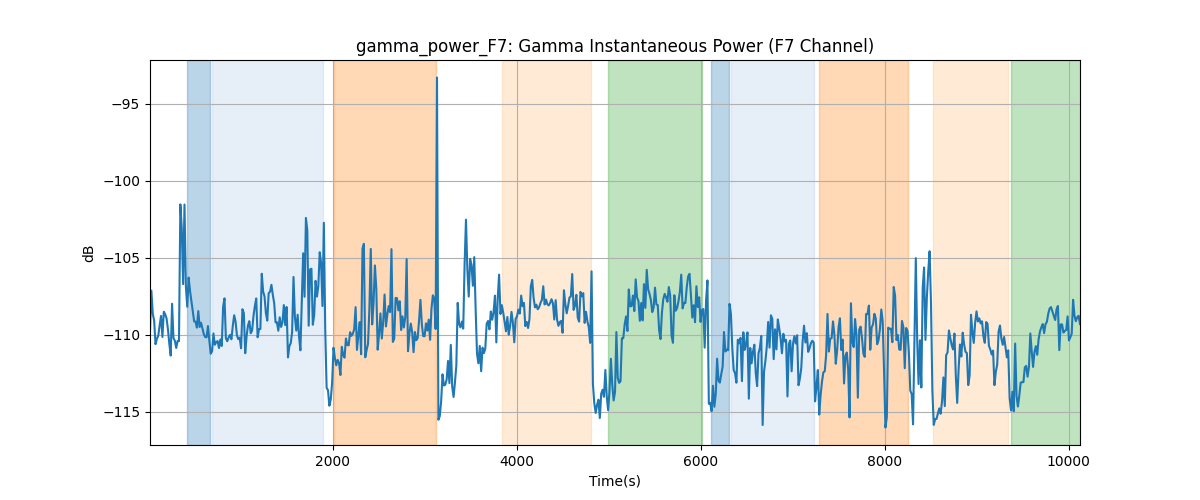 gamma_power_F7: Gamma Instantaneous Power (F7 Channel)
−95
−100
−105
−110
−115
dB
2000 4000 6000 8000 10000
Time(s)